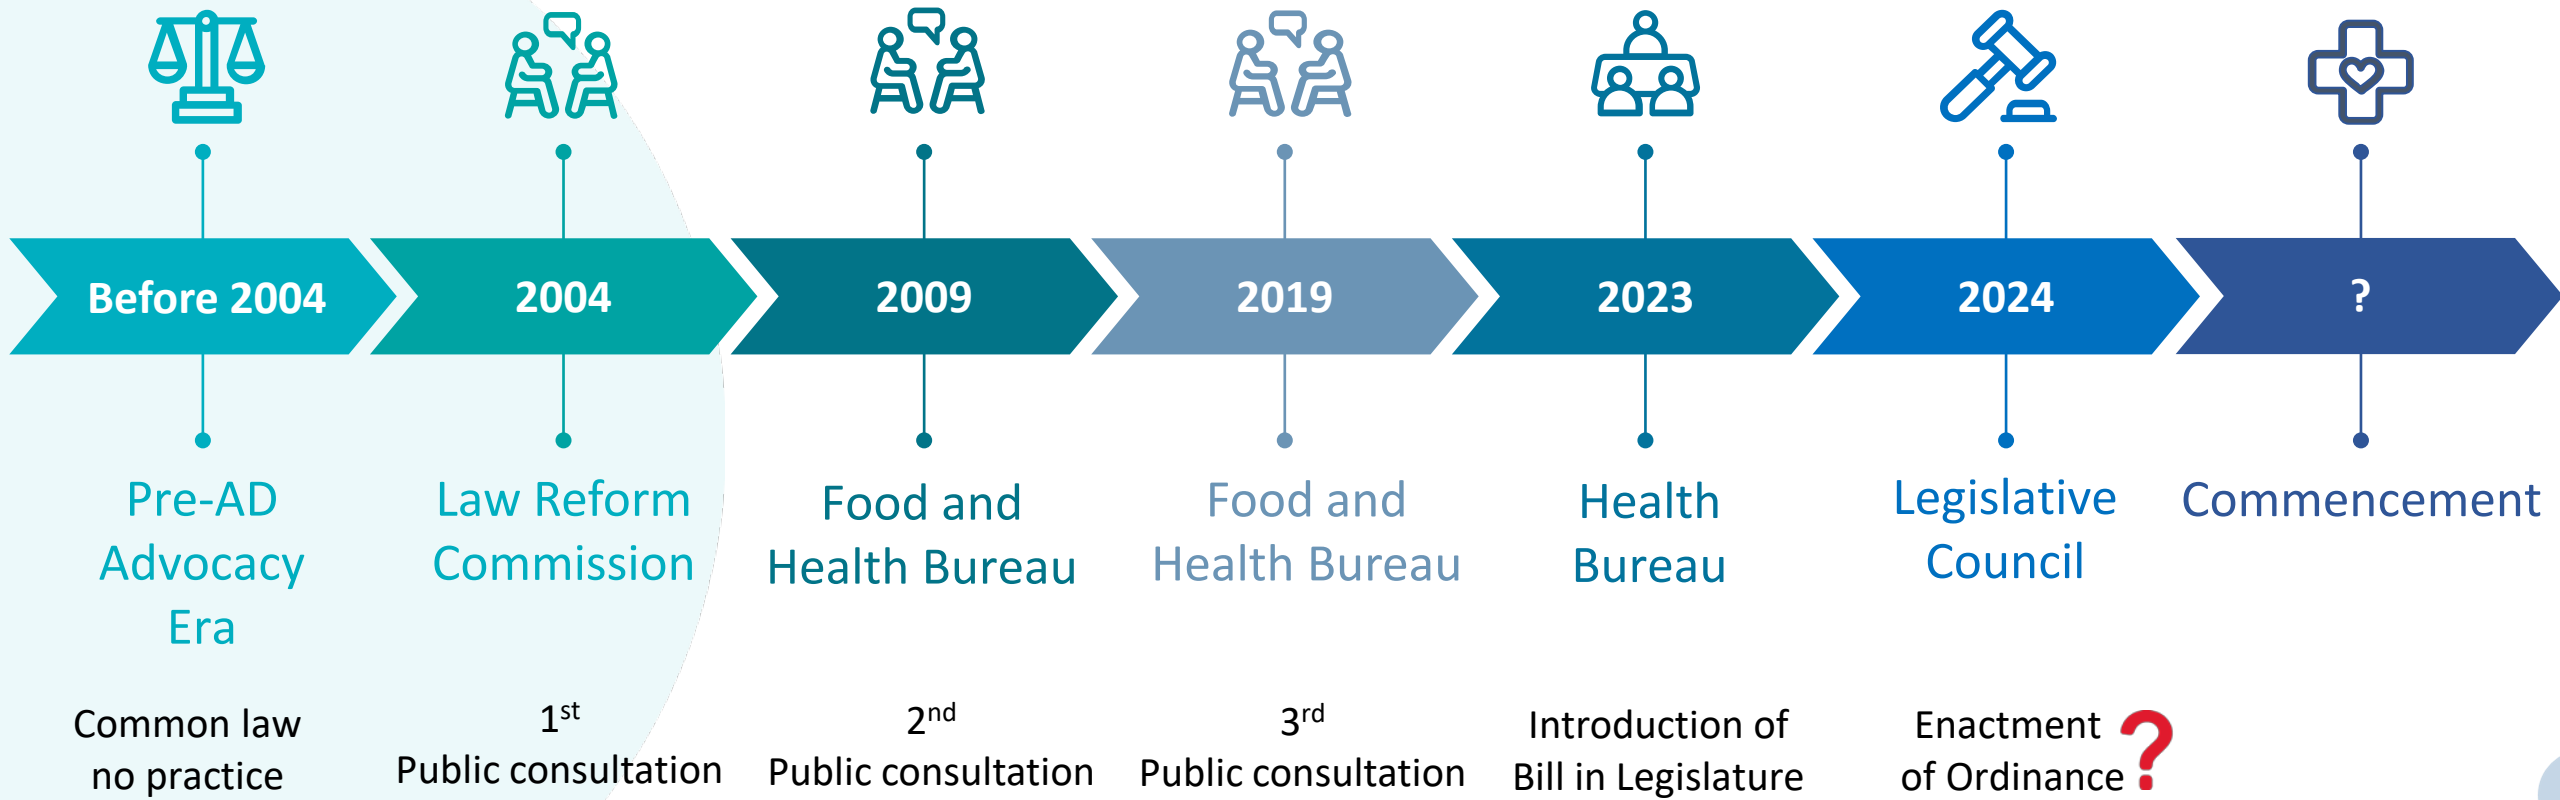 Before 2004
2004
2009
2019
2023
2024
?
Pre-AD
Advocacy
Era
Law Reform
Commission
Food and
Health Bureau
Food and
Health Bureau
Health
Bureau
Legislative
Council
Commencement
Common law
no practice
1st
Public consultation
2nd
Public consultation
3rd
Public consultation
Introduction of
Bill in Legislature
Enactment
of Ordinance ?